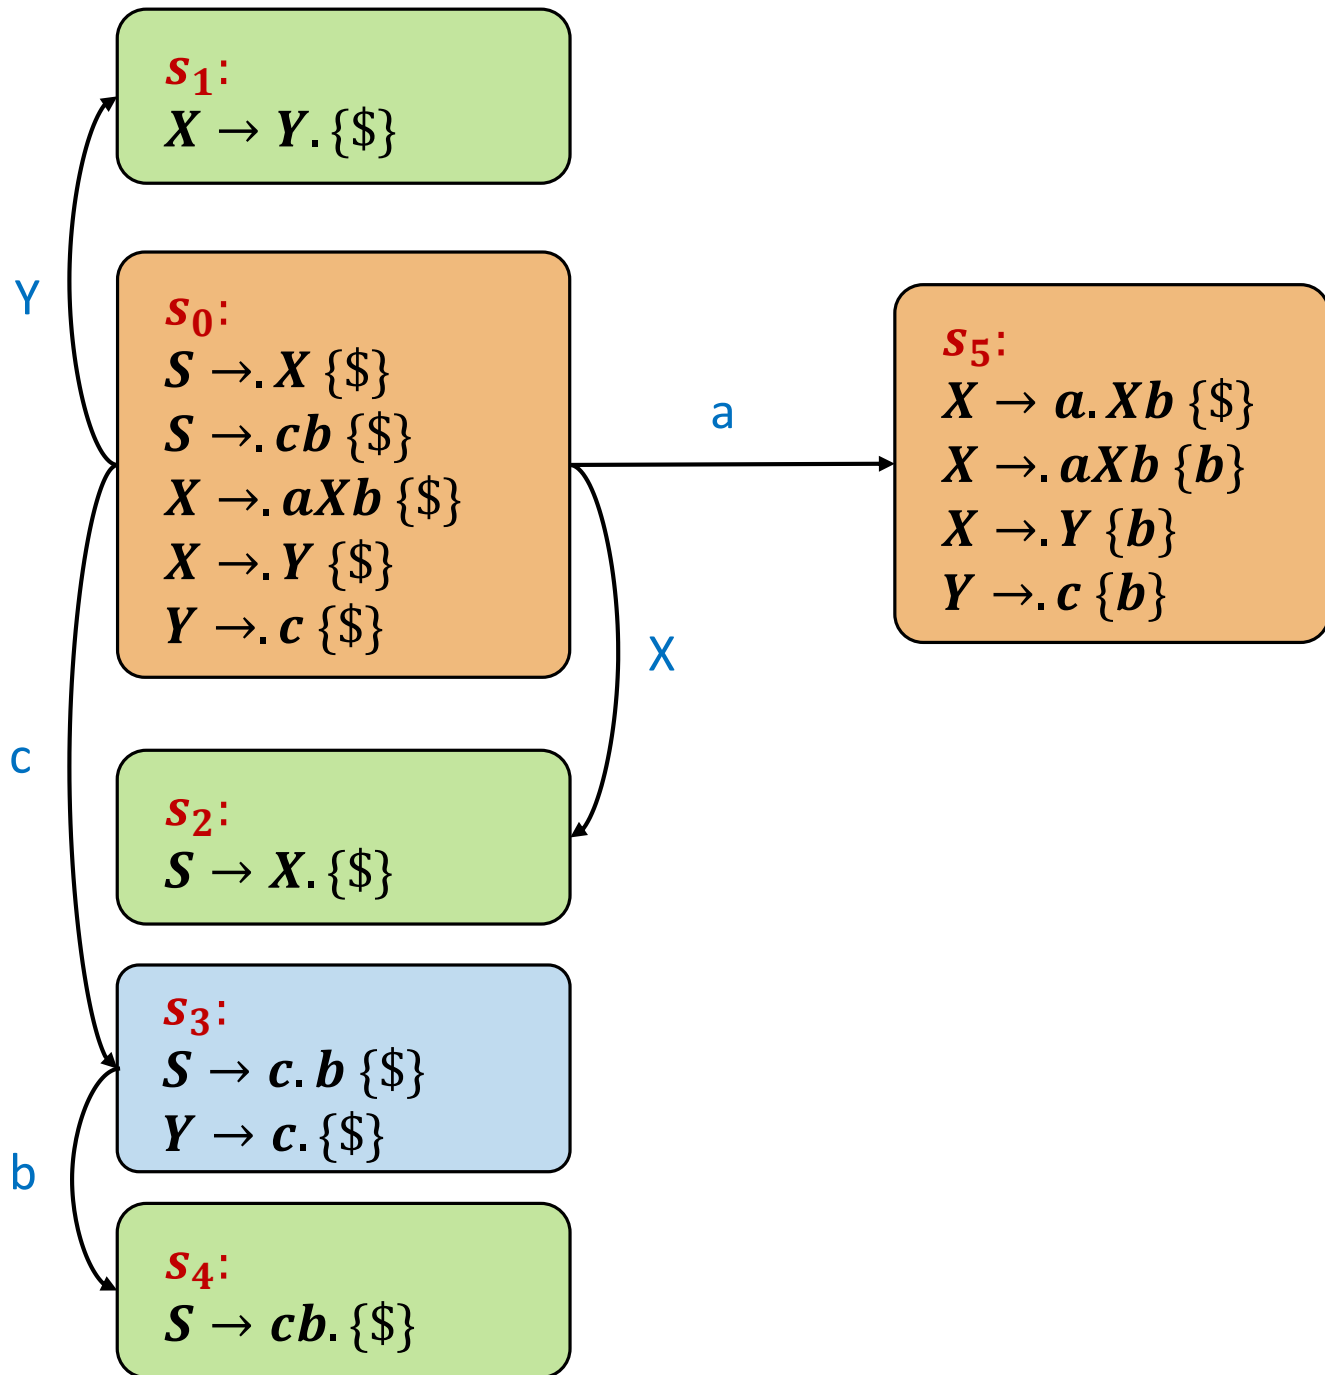 s₁:
X → Y. {$}
Y
s₀:
S →. X {$}
S →. cb {$}
X →. aXb {$}
X →. Y {$}
Y →. c {$}
a
X
s₅:
X → a. Xb {$}
X →. aXb {b}
X →. Y {b}
Y →. c {b}
c
s₂:
S → X. {$}
s₃:
S → c. b {$}
Y → c. {$}
b
s₄:
S → cb. {$}